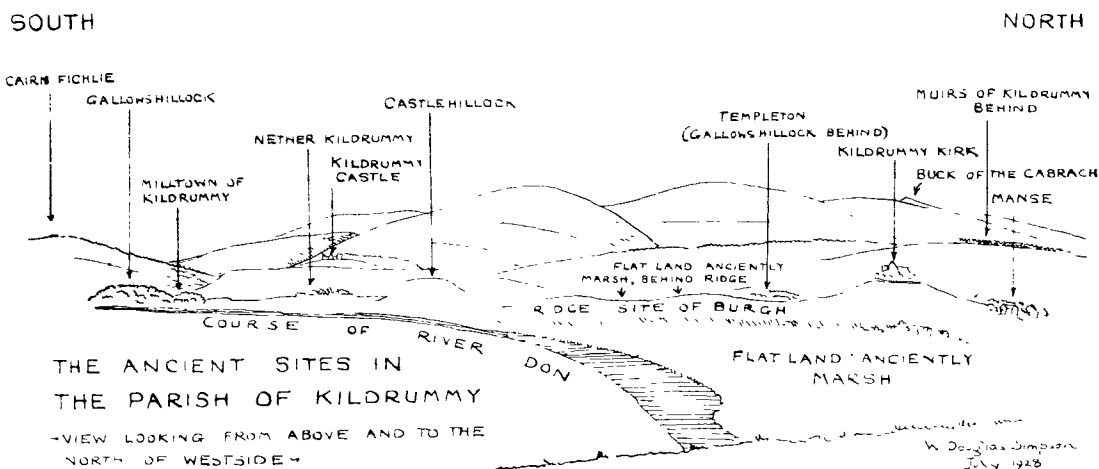 SOUTH
NORTH
CAIRN FICHLIE
GALLOWSHILLOCK
CASTLEHILLOCK
MUIRS OF KILDRUMMY
BEHIND
TEMPLETON
(GALLOWSHILLOCK BEHIND)
NETHER KILDRUMMY
KILDRUMMY
CASTLE
KILDRUMMY KIRK
BUCK OF THE CABRACH
MILLTOWN OF
KILDRUMMY
MANSE
FLAT LAND ANCIENTLY
MARSH, BEHIND RIDGE
RIDGE SITE OF BURGH
COURSE OF RIVER DON
FLAT LAND ANCIENTLY
MARSH
THE ANCIENT SITES IN
THE PARISH OF KILDRUMMY
-VIEW LOOKING FROM ABOVE AND TO THE
NORTH OF WESTSIDE-
W. Douglas Simpson
July 1928